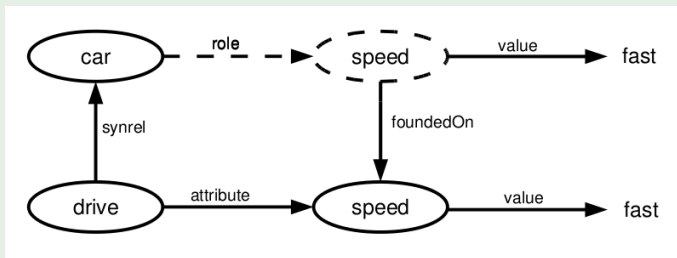 car role speed value fast
synrel foundedOn
drive attribute speed value fast